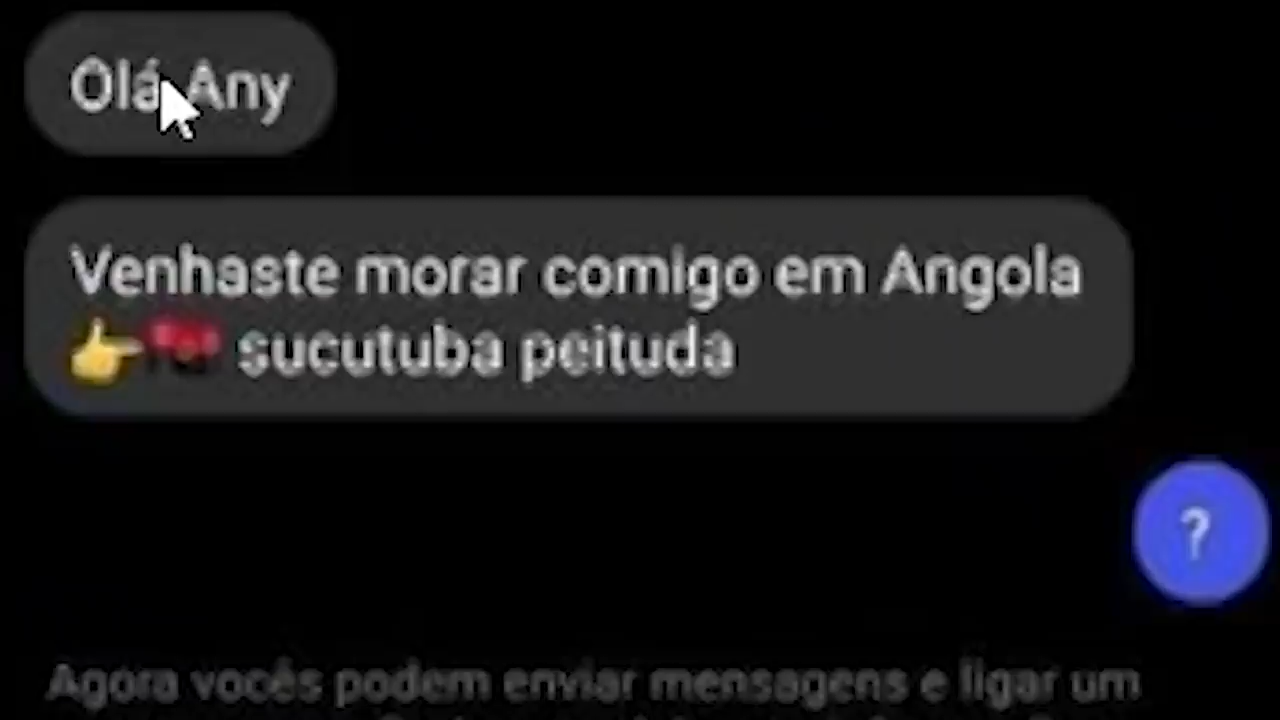 Olá Any
Venhaste morar comigo em Angola
👉🇦🇴 sucutuba peituda
?
Agora vocês podem enviar mensagens e ligar um